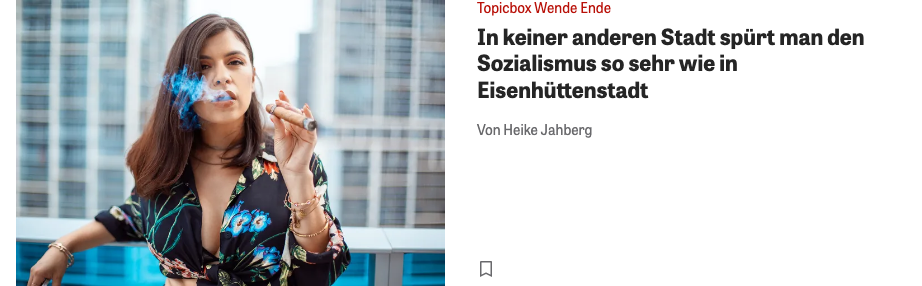 Topicbox Wende Ende
In keiner anderen Stadt spürt man den
Sozialismus so sehr wie in
Eisenhüttenstadt
Von Heike Jahberg